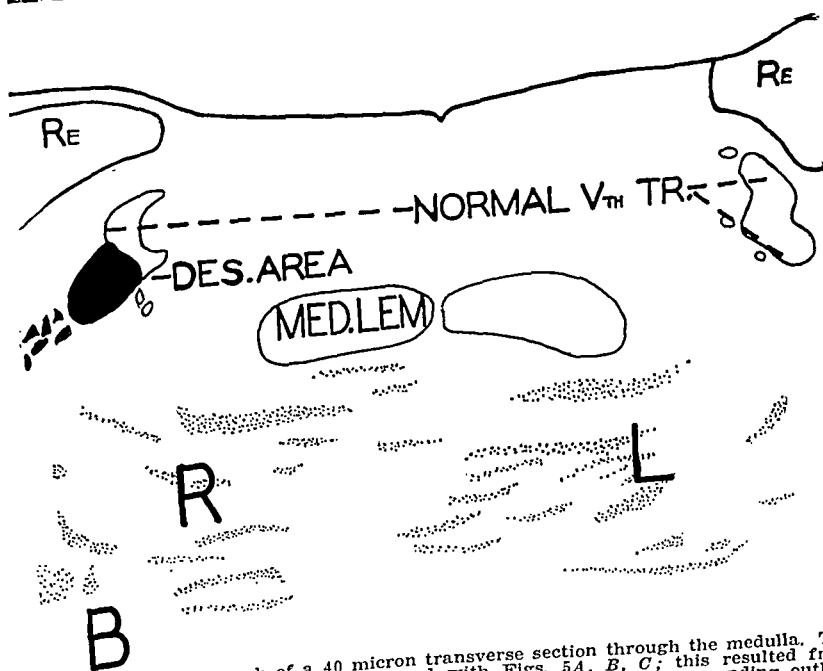 RE
RE
NORMAL VTH TR.
DES. AREA
MED. LEM
R
L
B
of a 40 micron transverse section through the medulla.
with Figs. 5A, B, C; this resulted